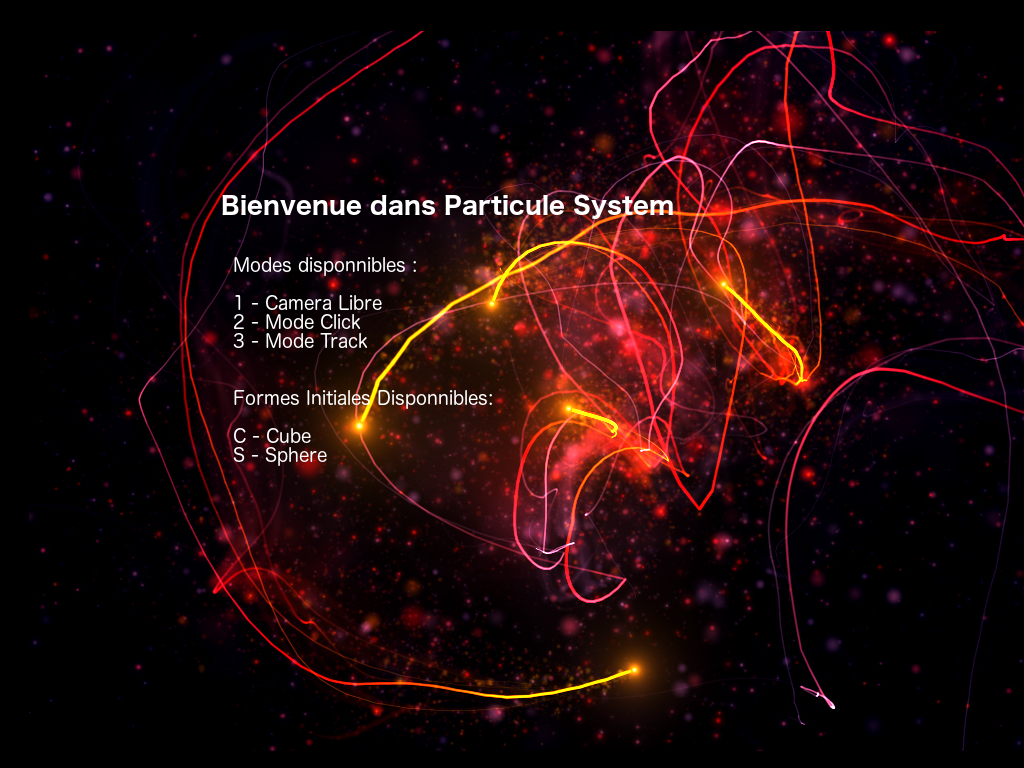 Bienvenue dans Particule System
Modes disponnibles :
1 - Camera Libre
2 - Mode Click
3 - Mode Track
Formes Initiales Disponnibles:
C - Cube
S - Sphere